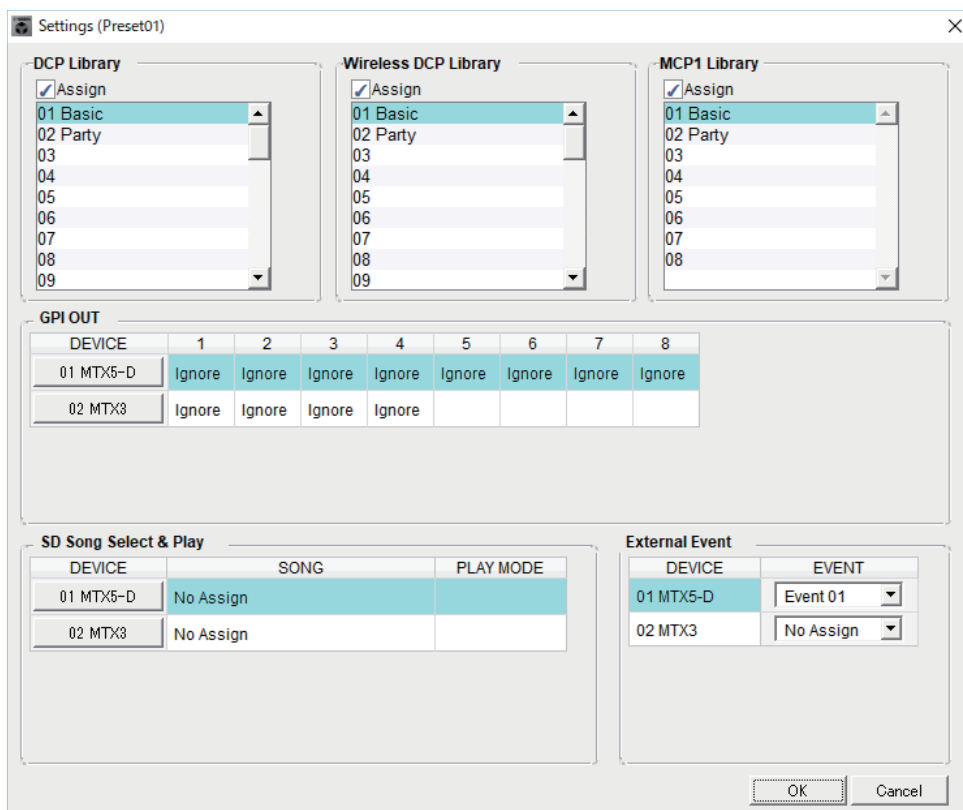 Settings (Preset01)
DCP Library
Assign
01 Basic
02 Party
03
04
05
06
07
08
09
Wireless DCP Library
Assign
01 Basic
02 Party
03
04
05
06
07
08
09
MCP1 Library
Assign
01 Basic
02 Party
03
04
05
06
07
08
GPI OUT
DEVICE 1 2 3 4 5 6 7 8
01 MTX5-D Ignore Ignore Ignore Ignore Ignore Ignore Ignore Ignore
02 MTX3 Ignore Ignore Ignore Ignore
SD Song Select & Play
DEVICE SONG PLAY MODE
01 MTX5-D No Assign
02 MTX3 No Assign
External Event
DEVICE EVENT
01 MTX5-D Event 01
02 MTX3 No Assign
OK Cancel